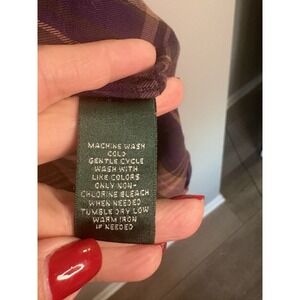 MACHINE WASH
COLD
GENTLE CYCLE
WASH WITH
LIKE COLORS
ONLY NON-
CHLORINE BLEACH
WHEN NEEDED
TUMBLE DRY LOW
WARM IRON
IF NEEDED